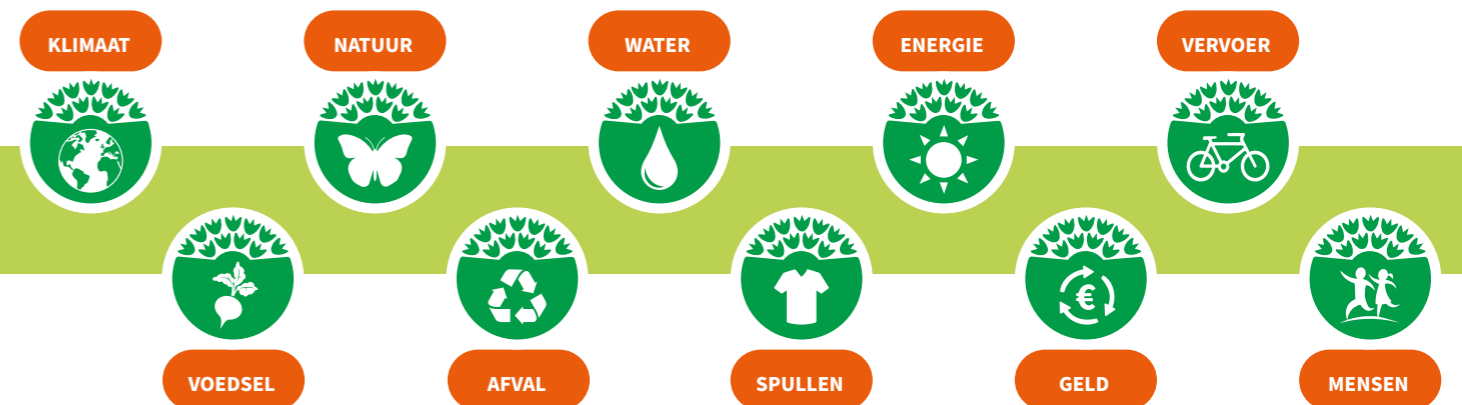 KLIMAAT
NATUUR
WATER
ENERGIE
VERVOER
€
VOEDSEL
AFVAL
SPULLEN
GELD
MENSEN